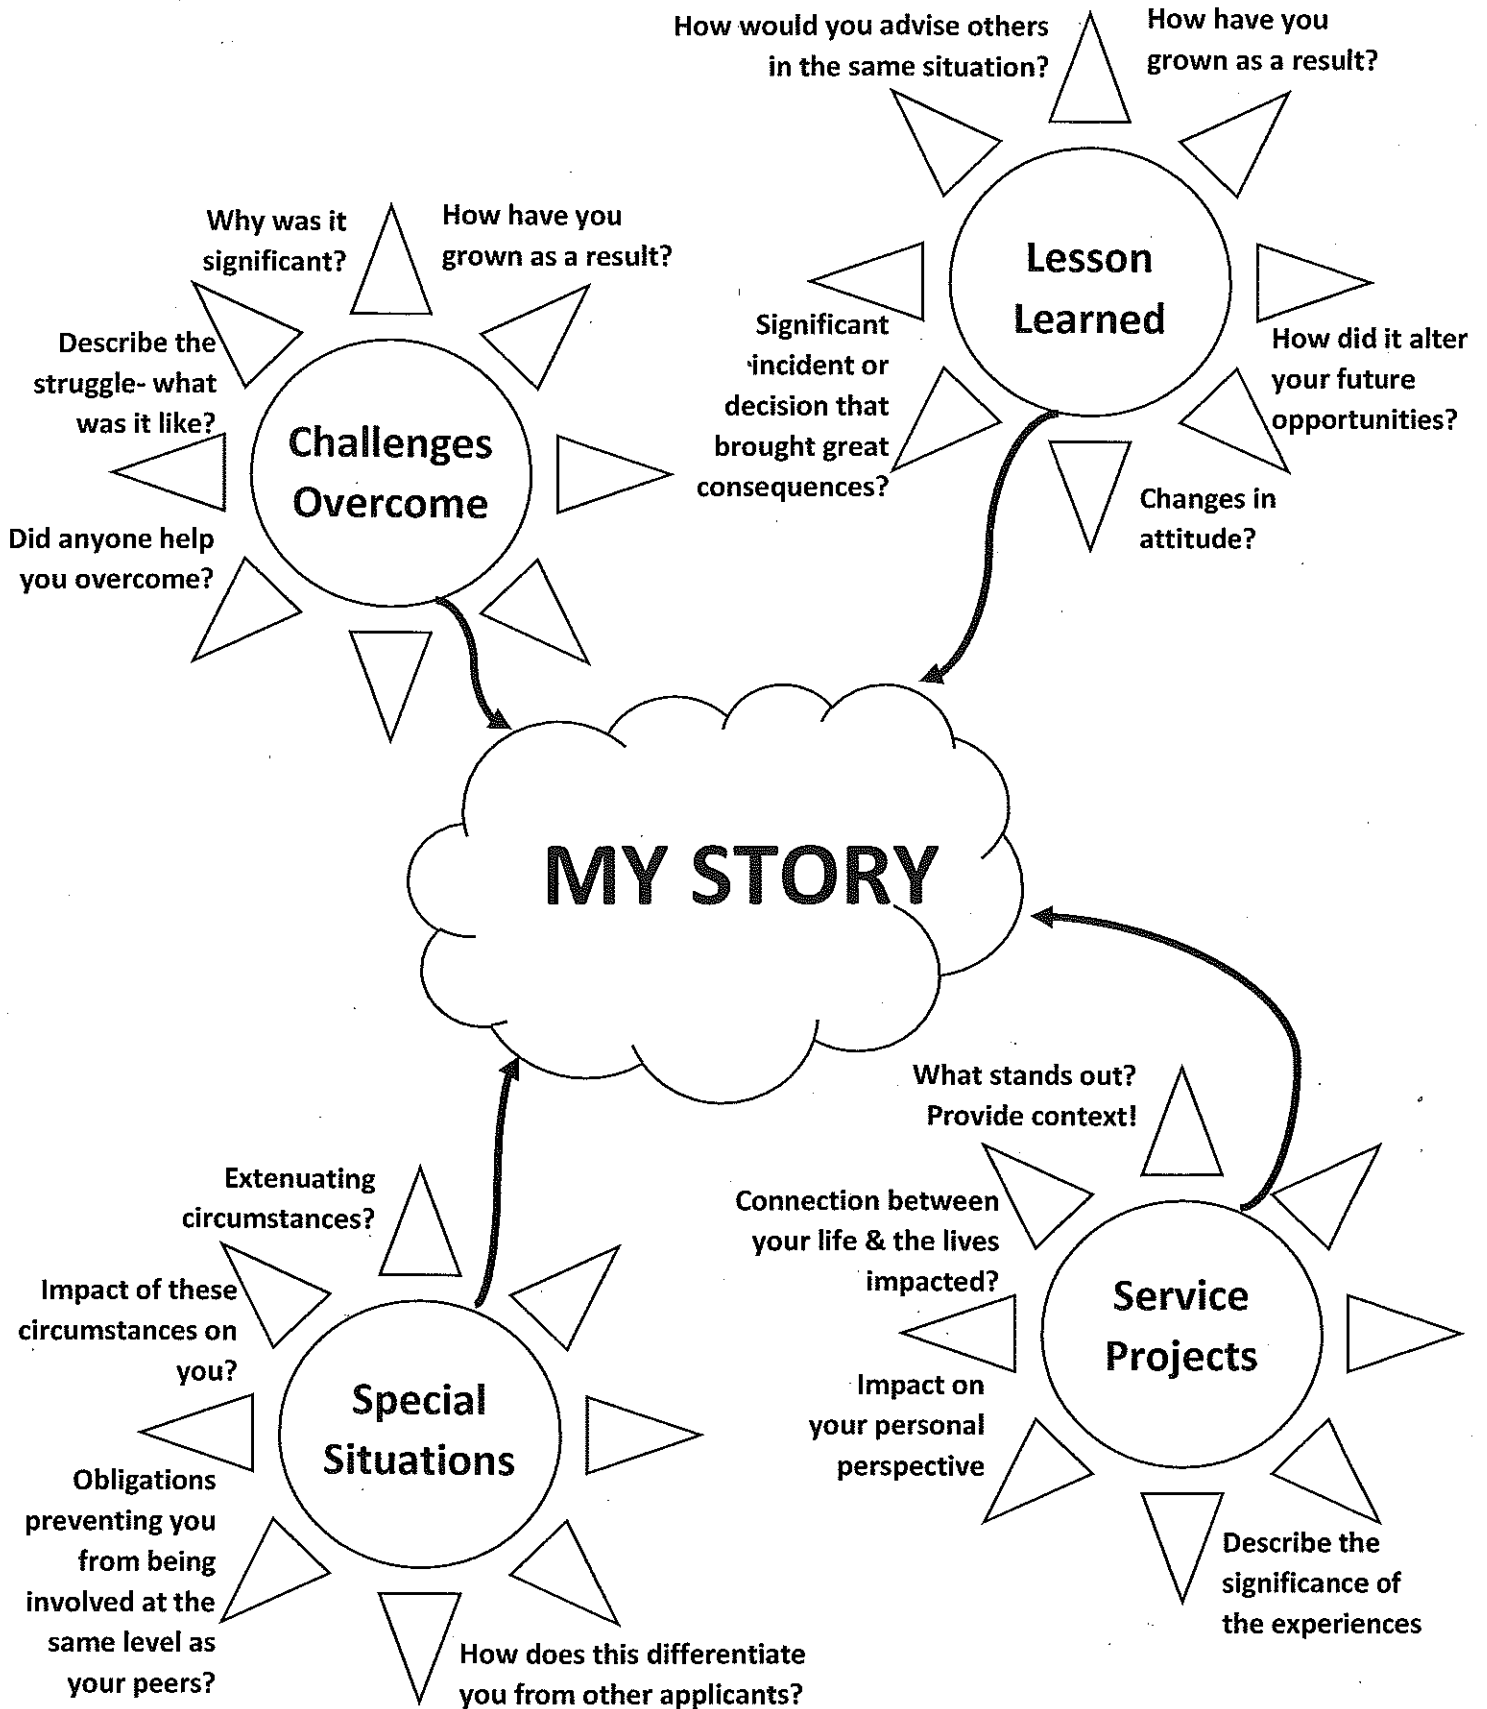 How would you advise others
in the same situation?
How have you
grown as a result?
Lesson
Learned
Significant
incident or
decision that
brought great
consequences?
How did it alter
your future
opportunities?
Changes in
attitude?
Why was it
significant?
How have you
grown as a result?
Describe the
struggle- what
was it like?
Challenges
Overcome
Did anyone help
you overcome?
MY STORY
Extenuating
circumstances?
Impact of these
circumstances on
you?
Special
Situations
Obligations
preventing you
from being
involved at the
same level as
your peers?
How does this differentiate
you from other applicants?
What stands out?
Provide context!
Connection between
your life & the lives
impacted?
Service
Projects
Impact on
your personal
perspective
Describe the
significance of
the experiences